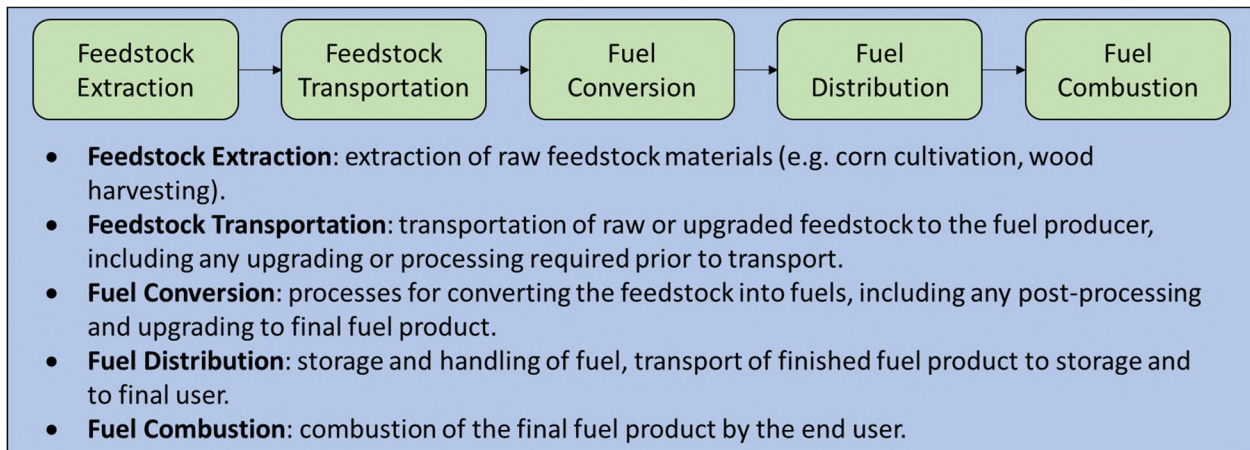 Feedstock
Extraction
Feedstock
Transportation
Fuel
Conversion
Fuel
Distribution
Fuel
Combustion
• Feedstock Extraction: extraction of raw feedstock materials (e.g. corn cultivation, wood
harvesting).
• Feedstock Transportation: transportation of raw or upgraded feedstock to the fuel producer,
including any upgrading or processing required prior to transport.
• Fuel Conversion: processes for converting the feedstock into fuels, including any post-processing
and upgrading to final fuel product.
• Fuel Distribution: storage and handling of fuel, transport of finished fuel product to storage and
to final user.
• Fuel Combustion: combustion of the final fuel product by the end user.